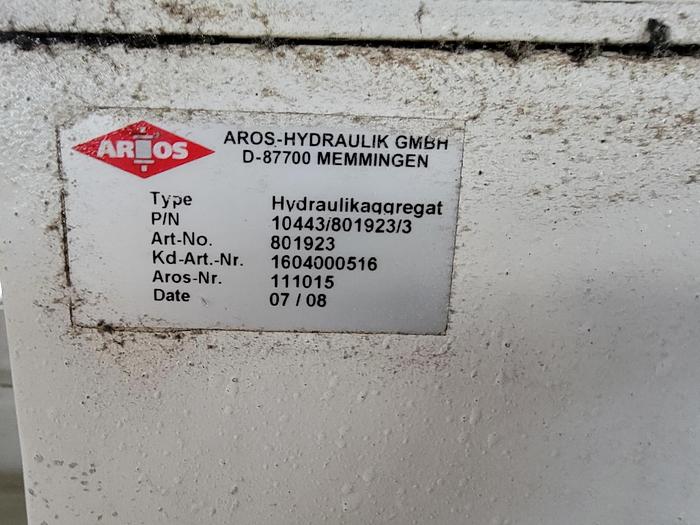 AROS
AROS-HYDRAULIK GMBH
D-87700 MEMMINGEN
Type Hydraulikaggregat
P/N 10443/801923/3
Art-No. 801923
Kd-Art.-Nr. 1604000516
Aros-Nr. 111015
Date 07 / 08